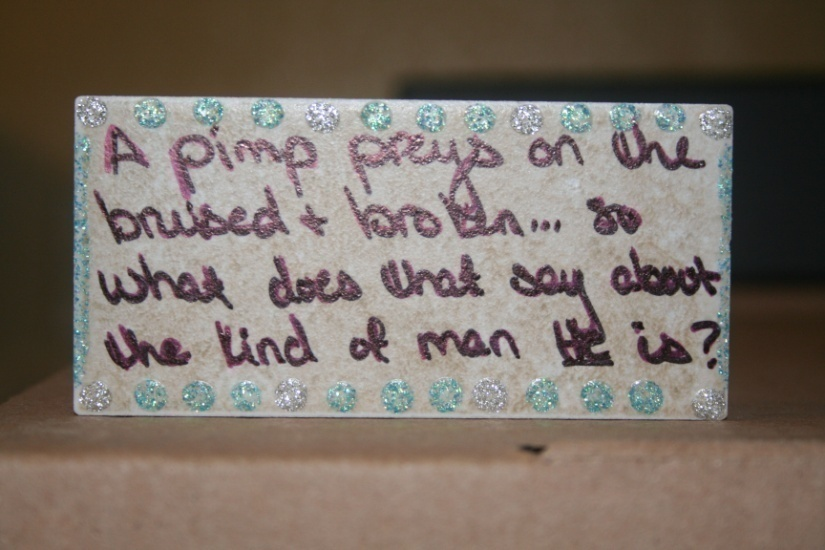 A pimp preys on the
bruised + broken... so
what does that say about
the kind of man He is?